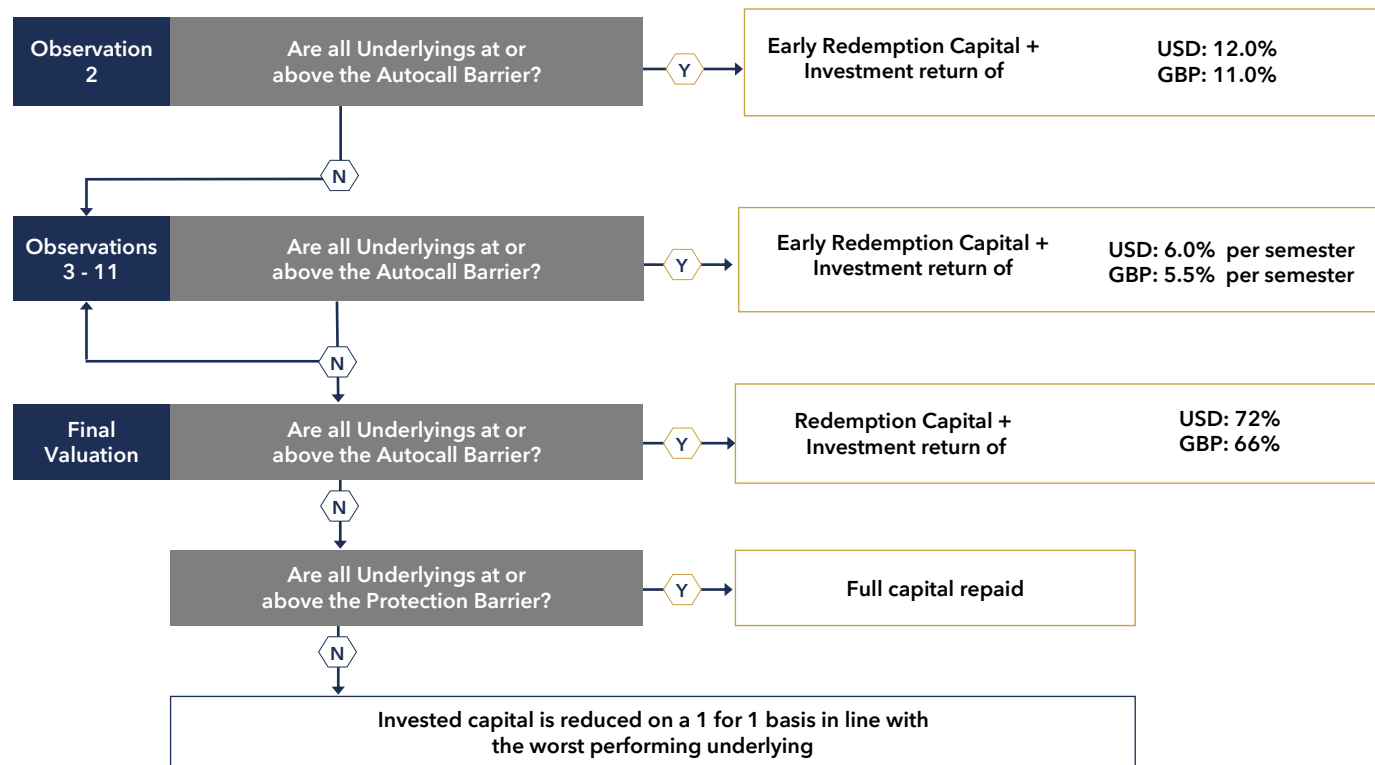 Observation
2
Are all Underlyings at or
above the Autocall Barrier?
Y
Early Redemption Capital +
Investment return of
USD: 12.0%
GBP: 11.0%
N
Observations
3 - 11
Are all Underlyings at or
above the Autocall Barrier?
Y
Early Redemption Capital +
Investment return of
USD: 6.0% per semester
GBP: 5.5% per semester
N
Final
Valuation
Are all Underlyings at or
above the Autocall Barrier?
Y
Redemption Capital +
Investment return of
USD: 72%
GBP: 66%
N
Are all Underlyings at or
above the Protection Barrier?
Y
Full capital repaid
N
Invested capital is reduced on a 1 for 1 basis in line with
the worst performing underlying